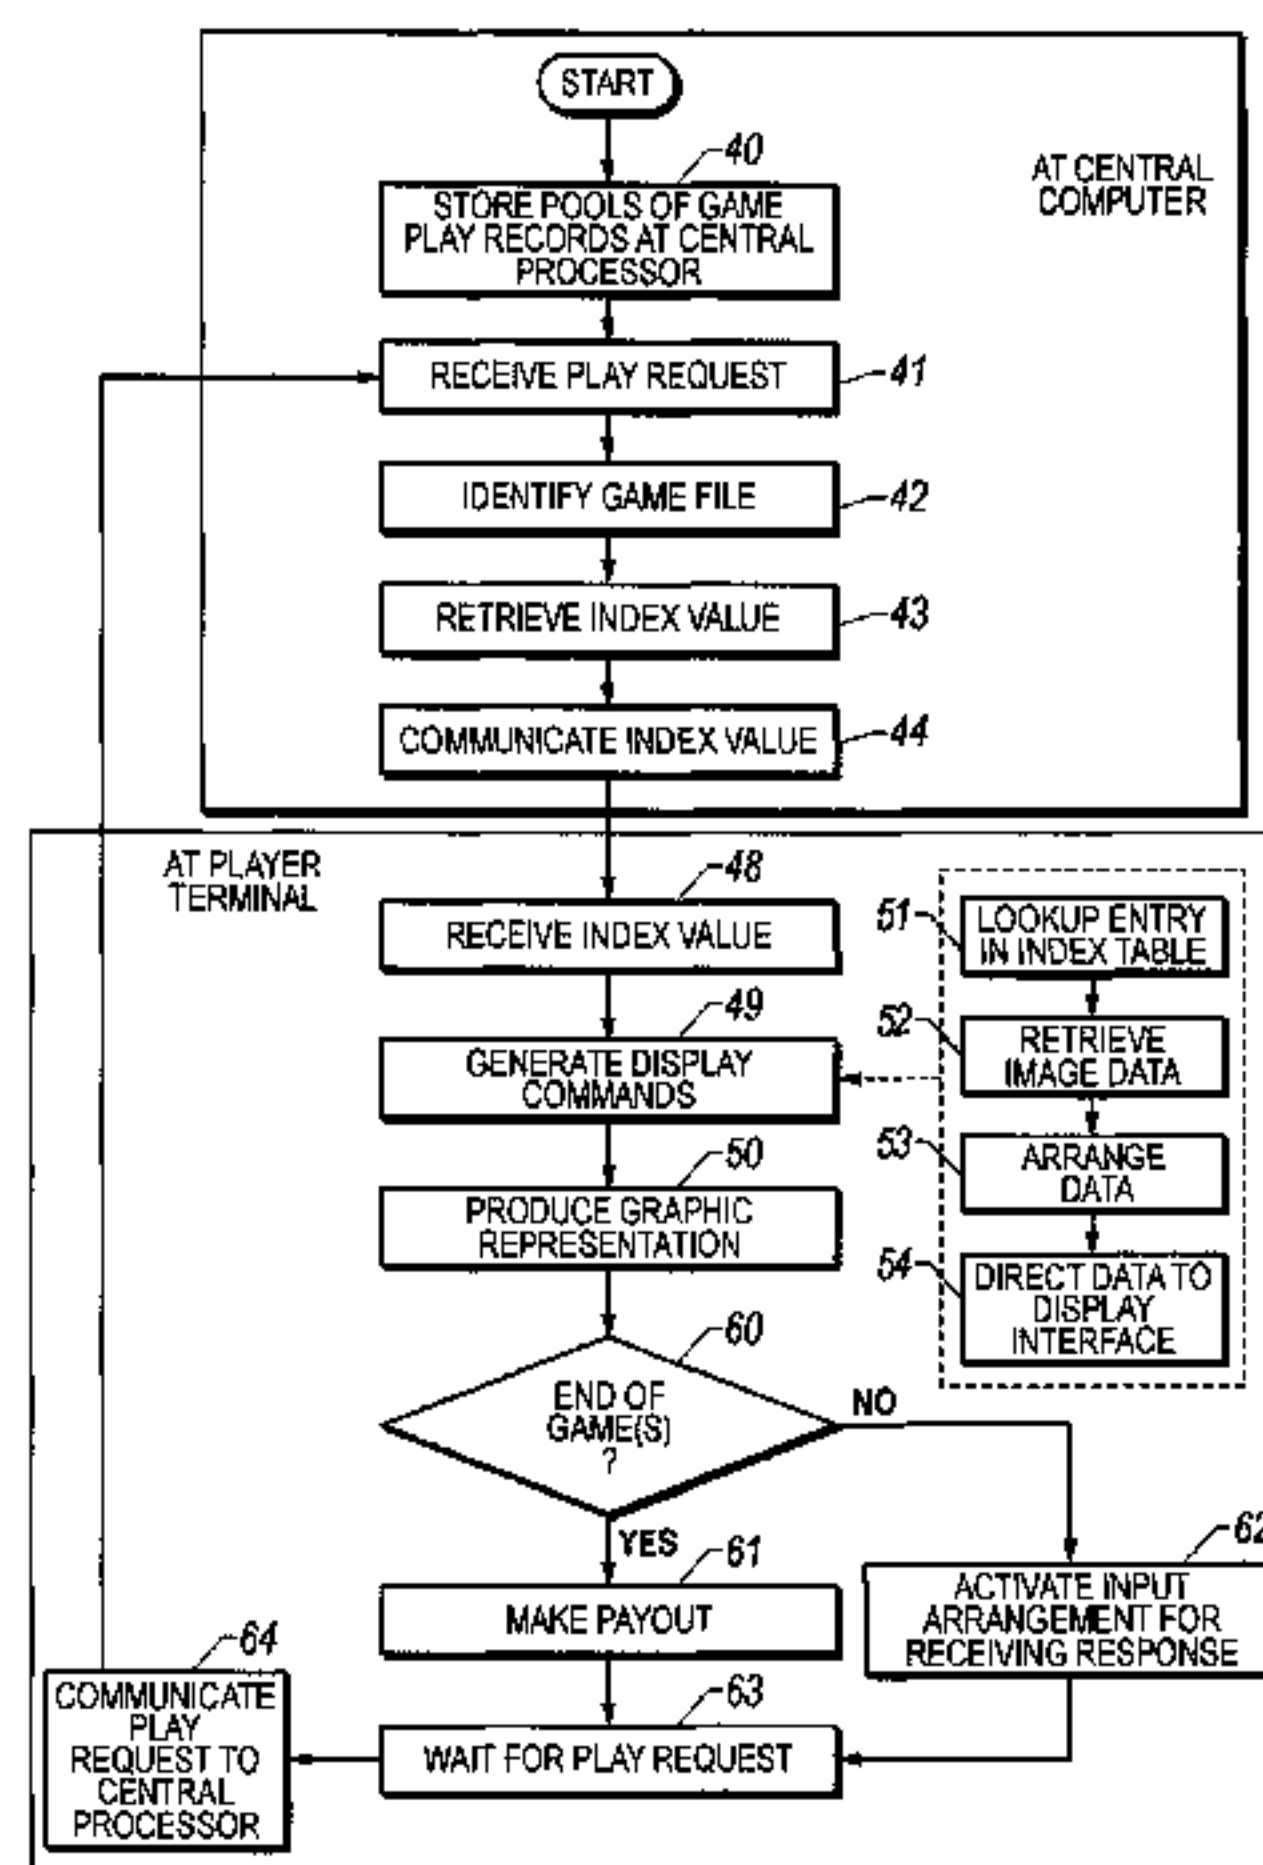 START
40
STORE POOLS OF GAME
PLAY RECORDS AT CENTRAL
PROCESSOR
AT CENTRAL
COMPUTER
RECEIVE PLAY REQUEST
41
IDENTIFY GAME FILE
42
RETRIEVE INDEX VALUE
43
COMMUNICATE INDEX VALUE
44
AT PLAYER
TERMINAL
48
RECEIVE INDEX VALUE
49
GENERATE DISPLAY
COMMANDS
50
PRODUCE GRAPHIC
REPRESENTATION
51
LOOKUP ENTRY
IN INDEX TABLE
52
RETRIEVE
IMAGE DATA
53
ARRANGE
DATA
54
DIRECT DATA TO
DISPLAY
INTERFACE
60
END OF
GAME(S)
?
NO
YES
61
MAKE PAYOUT
62
ACTIVATE INPUT
ARRANGEMENT FOR
RECEIVING RESPONSE
63
WAIT FOR PLAY REQUEST
64
COMMUNICATE
PLAY
REQUEST TO
CENTRAL
PROCESSOR